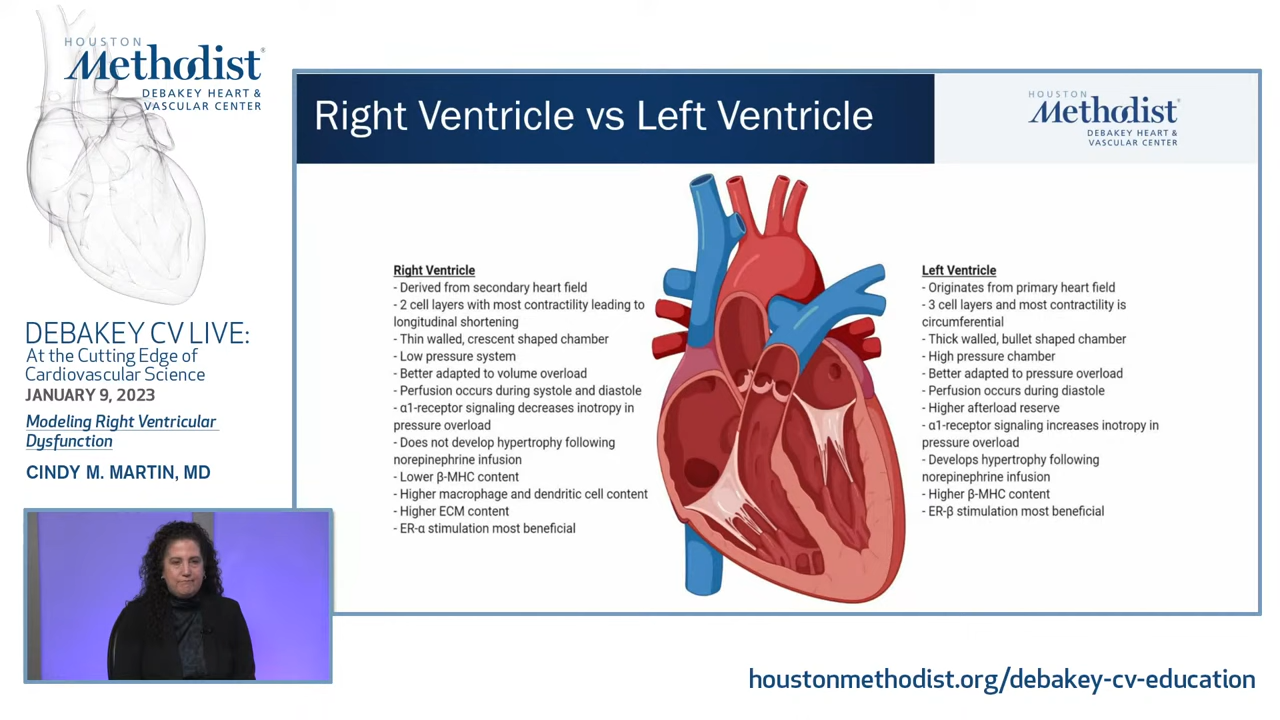 HOUSTON
Methodist®
DEBAKEY HEART &
VASCULAR CENTER
DEBAKEY CV LIVE:
At the Cutting Edge of
Cardiovascular Science
JANUARY 9, 2023
Modeling Right Ventricular
Dysfunction
CINDY M. MARTIN, MD
Right Ventricle vs Left Ventricle
HOUSTON
Methodist®
DEBAKEY HEART &
VASCULAR CENTER
Right Ventricle
- Derived from secondary heart field
- 2 cell layers with most contractility leading to
longitudinal shortening
- Thin walled, crescent shaped chamber
- Low pressure system
- Better adapted to volume overload
- Perfusion occurs during systole and diastole
- α1-receptor signaling decreases inotropy in
pressure overload
- Does not develop hypertrophy following
norepinephrine infusion
- Lower β-MHC content
- Higher macrophage and dendritic cell content
- Higher ECM content
- ER-α stimulation most beneficial
Left Ventricle
- Originates from primary heart field
- 3 cell layers and most contractility is
circumferential
- Thick walled, bullet shaped chamber
- High pressure chamber
- Better adapted to pressure overload
- Perfusion occurs during diastole
- Higher afterload reserve
- α1-receptor signaling increases inotropy in
pressure overload
- Develops hypertrophy following
norepinephrine infusion
- Higher β-MHC content
- ER-β stimulation most beneficial
houstonmethodist.org/debakey-cv-education